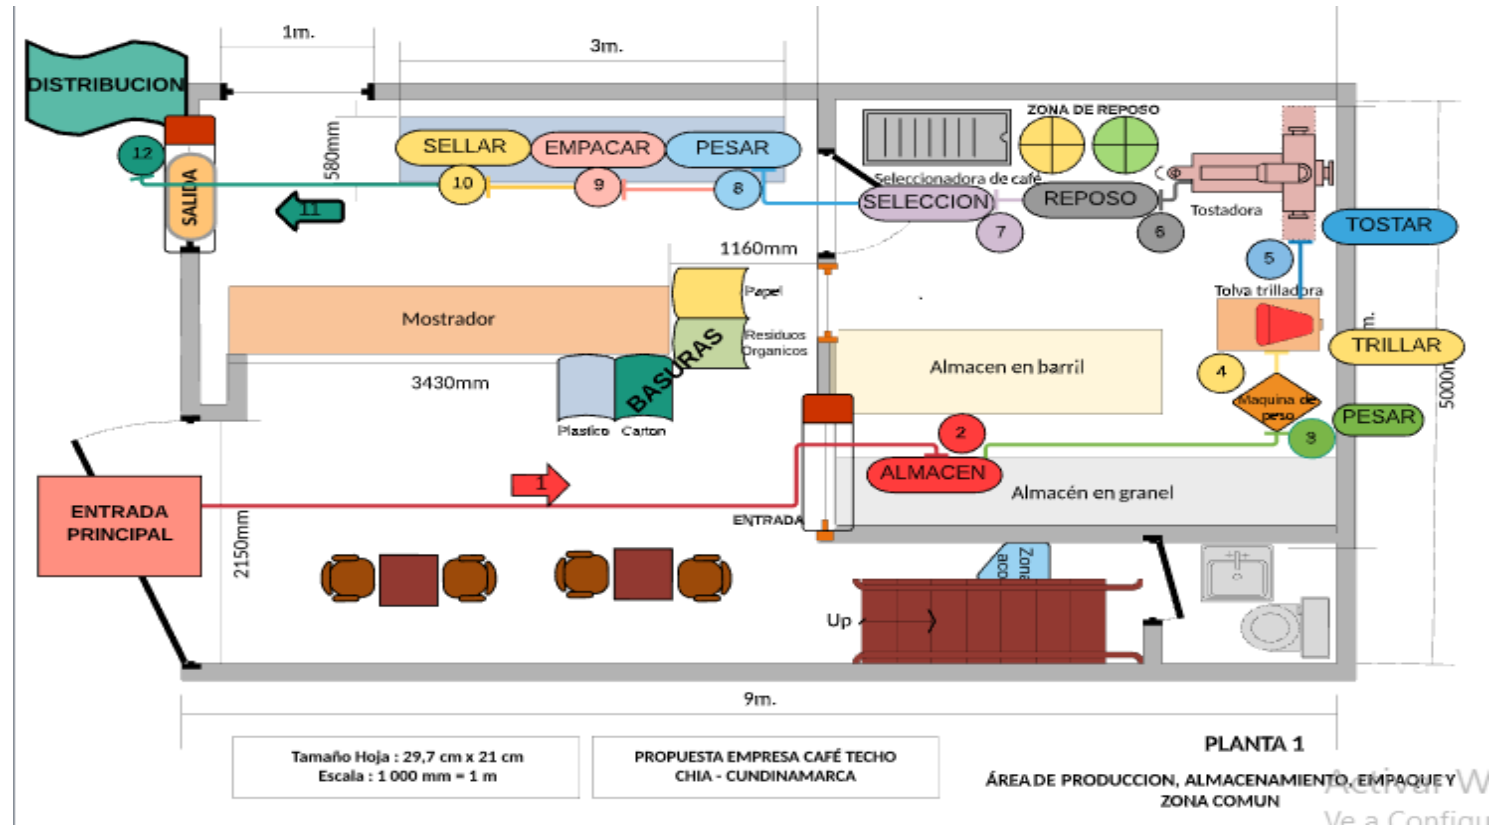 1m.
3m.
DISTRIBUCION
12
SALIDA
11
580mm
SELLAR
EMPACAR
PESAR
10
9
8
ZONA DE REPOSO
Seleccionadora de café
SELECCION
REPOSO
Tostadora
7
6
TOSTAR
5
Tolva trilladora
1160mm
Papel
Residuos
Organicos
BASURAS
Plastico
Carton
Mostrador
3430mm
Almacen en barril
m.
TRILLAR
4
Maquina de
peso
PESAR
3
2
ALMACEN
Almacén en granel
1
ENTRADA
PRINCIPAL
2150mm
ENTRADA
Zona
Up
9m.
Tamaño Hoja : 29,7 cm x 21 cm
Escala : 1 000 mm = 1 m
PROPUESTA EMPRESA CAFÉ TECHO
CHIA - CUNDINAMARCA
PLANTA 1
ÁREA DE PRODUCCION, ALMACENAMIENTO, EMPAQUE Y
ZONA COMUN
Activar W
Ve a Configu